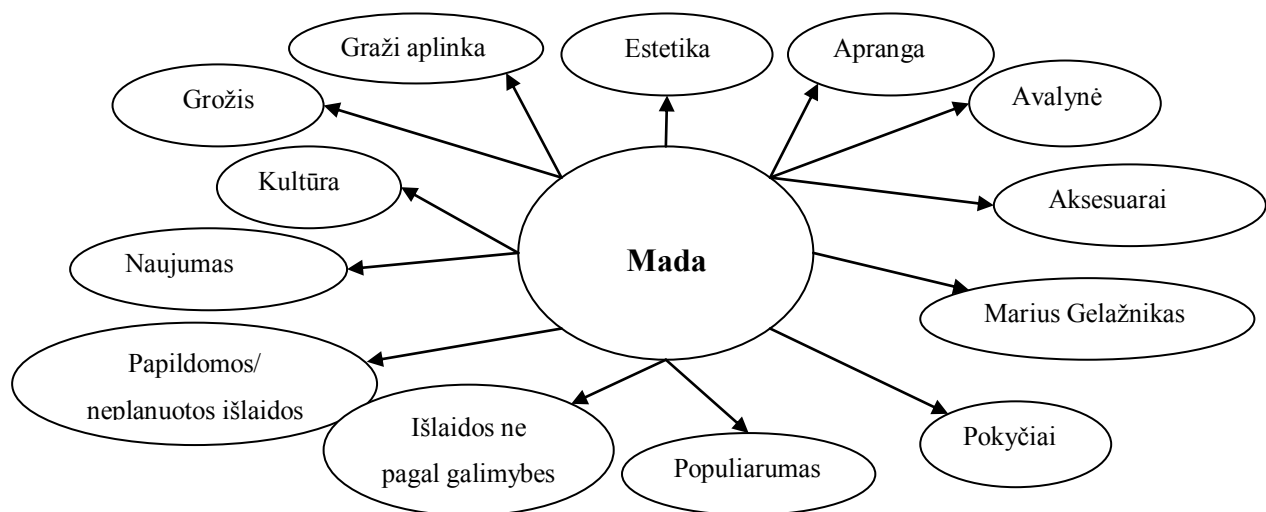 Graži aplinka
Estetika
Apranga
Grožis
Avalynė
Kultūra
Aksesuarai
Mada
Naujumas
Marius Gelažnikas
Papildomos/
neplanuotos išlaidos
Išlaidos ne
pagal galimybes
Populiarumas
Pokyčiai